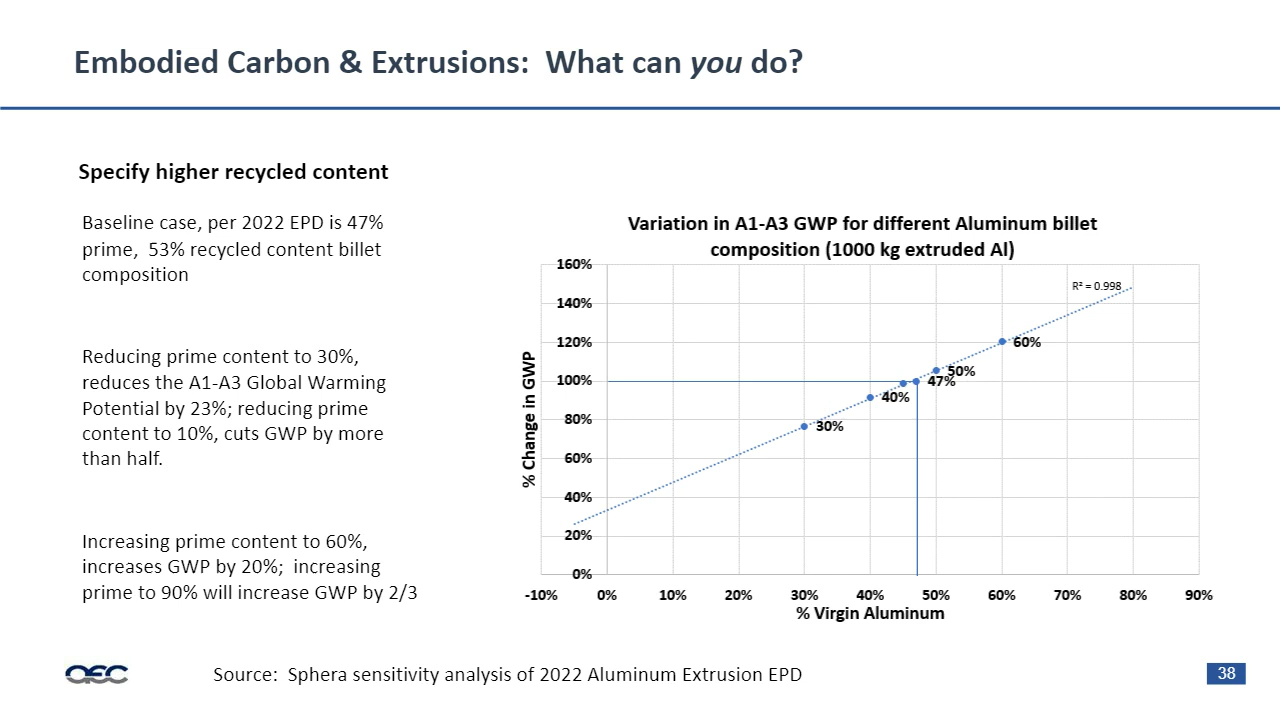 Embodied Carbon & Extrusions:  What can you do?
Specify higher recycled content
Baseline case, per 2022 EPD is 47%
prime,  53% recycled content billet
composition
Reducing prime content to 30%,
reduces the A1-A3 Global Warming
Potential by 23%; reducing prime
content to 10%, cuts GWP by more
than half.
Increasing prime content to 60%,
increases GWP by 20%;  increasing
prime to 90% will increase GWP by 2/3
Variation in A1-A3 GWP for different Aluminum billet
composition (1000 kg extruded Al)
% Change in GWP
160%
140%
120%
100%
80%
60%
40%
20%
0%
R² = 0.998
60%
50%
47%
40%
30%
-10% 0% 10% 20% 30% 40% 50% 60% 70% 80% 90%
% Virgin Aluminum
AEC
Source:  Sphera sensitivity analysis of 2022 Aluminum Extrusion EPD
38